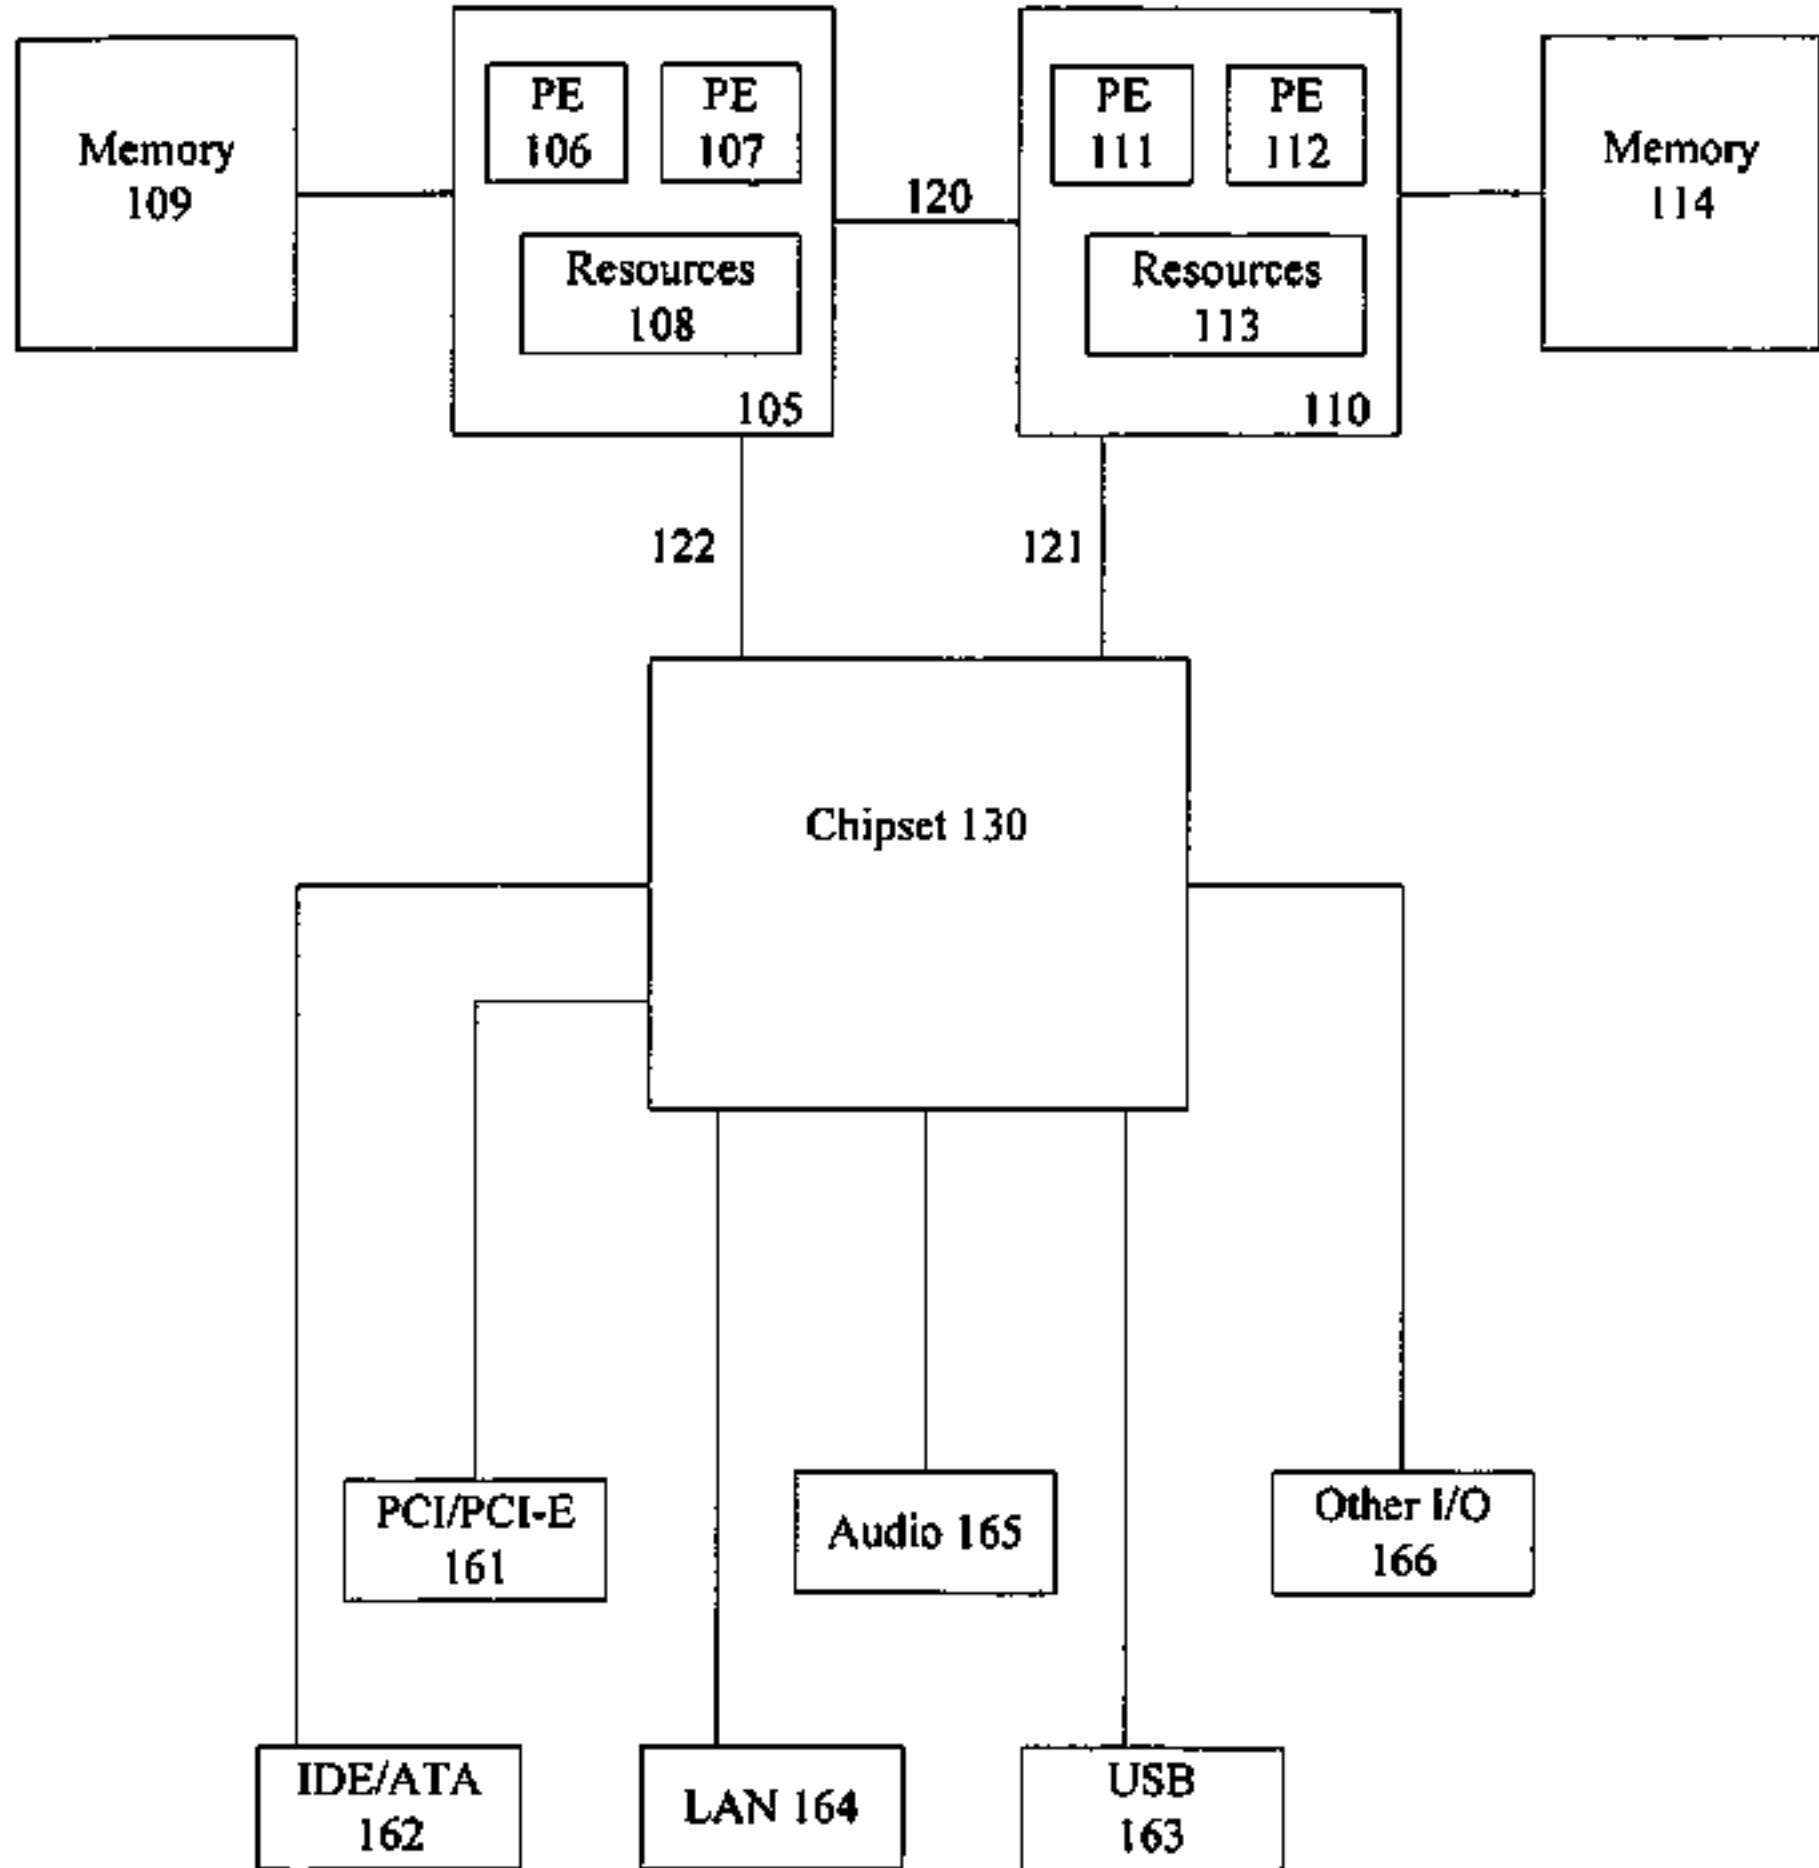 Memory
109
PE
106
PE
107
Resources
108
105
120
PE
111
PE
112
Resources
113
110
Memory
114
122
121
Chipset 130
PCI/PCI-E
161
Audio 165
Other I/O
166
IDE/ATA
162
LAN 164
USB
163